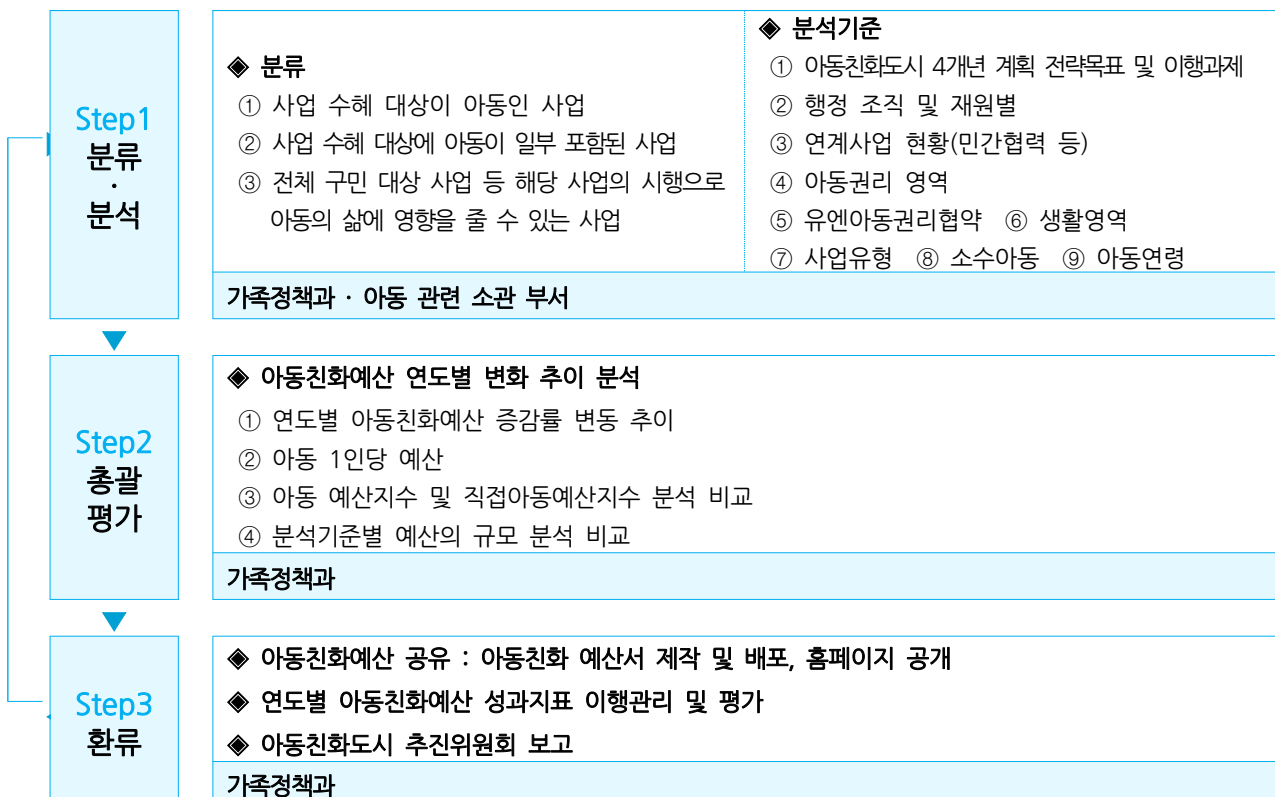 Step1
분류
·
분석
◈ 분류
① 사업 수혜 대상이 아동인 사업
② 사업 수혜 대상에 아동이 일부 포함된 사업
③ 전체 구민 대상 사업 등 해당 사업의 시행으로
아동의 삶에 영향을 줄 수 있는 사업
◈ 분석기준
① 아동친화도시 4개년 계획 전략목표 및 이행과제
② 행정 조직 및 재원별
③ 연계사업 현황(민간협력 등)
④ 아동권리 영역
⑤ 유엔아동권리협약 ⑥ 생활영역
⑦ 사업유형 ⑧ 소수아동 ⑨ 아동연령
가족정책과 · 아동 관련 소관 부서
Step2
총괄
평가
◈ 아동친화예산 연도별 변화 추이 분석
① 연도별 아동친화예산 증감률 변동 추이
② 아동 1인당 예산
③ 아동 예산지수 및 직접아동예산지수 분석 비교
④ 분석기준별 예산의 규모 분석 비교
가족정책과
Step3
환류
◈ 아동친화예산 공유 : 아동친화 예산서 제작 및 배포, 홈페이지 공개
◈ 연도별 아동친화예산 성과지표 이행관리 및 평가
◈ 아동친화도시 추진위원회 보고
가족정책과